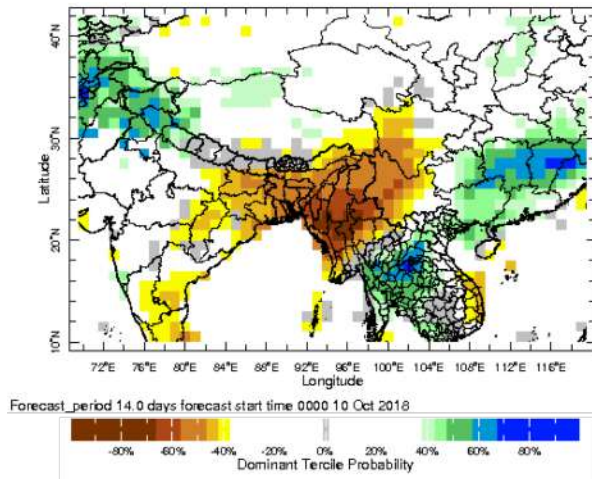 40°N
30°N
20°N
10°N
Latitude
72°E 76°E 80°E 84°E 88°E 92°E 96°E 100°E 104°E 108°E 112°E 116°E
Longitude
Forecast_period 14.0 days forecast start time 0000 10 Oct 2018
-80% -60% -40% -20% 0% 20% 40% 60% 80%
Dominant Tercile Probability